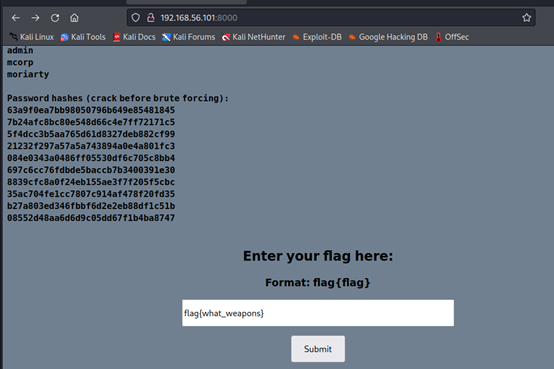 192.168.56.101:8000
Kali Linux Kali Tools Kali Docs Kali Forums Kali NetHunter Exploit-DB Google Hacking DB OffSec
admin
mcorp
moriarty
Password hashes (crack before brute forcing):
63a9f0ea7bb98050796b649e85481845
7b24afc8bc80e548d66c4e7ff72171c5
5f4dcc3b5aa765d61d8327deb882cf99
21232f297a57a5a743894a0e4a801fc3
084e0343a0486ff05530df6c705c8bb4
697c6cc76fdbde5baccb7b3400391e30
8839cfc8a0f24eb155ae3f7f205f5cbc
35ac704fe1cc7807c914af478f20fd35
b27a803ed346fbbf6d2e2eb88df1c51b
08552d48aa6d6d9c05dd67f1b4ba8747
Enter your flag here:
Format: flag{flag}
flag{what_weapons}
Submit